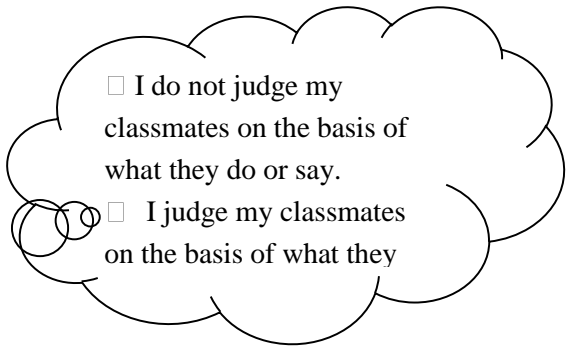 □ I do not judge my
classmates on the basis of
what they do or say.
□ I judge my classmates
on the basis of what they